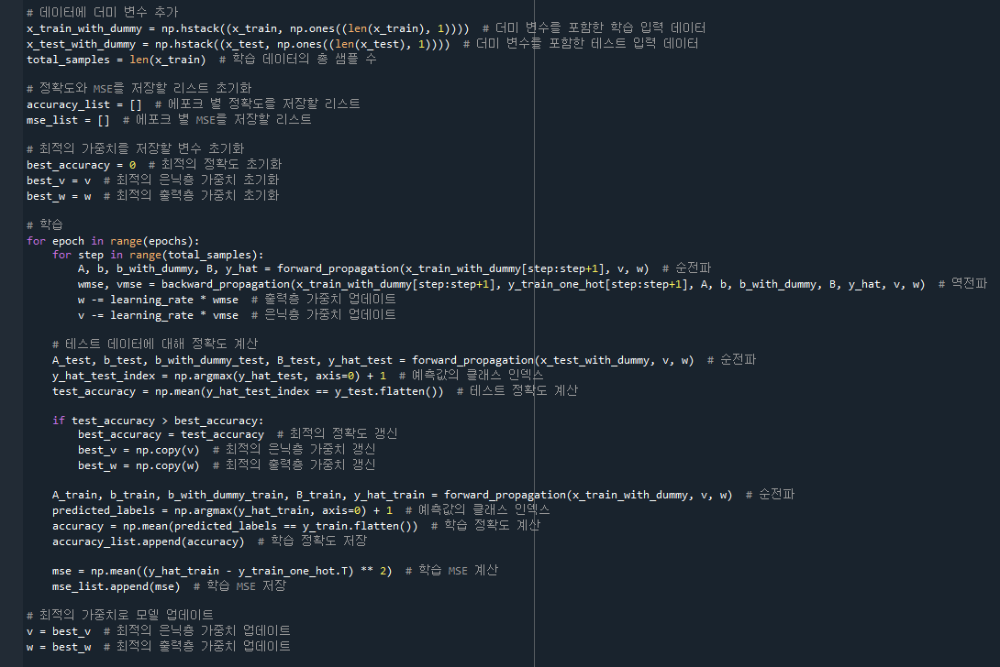 # 데이터에 더미 변수 추가
x_train_with_dummy = np.hstack((x_train, np.ones((len(x_train), 1))))  # 더미 변수를 포함한 학습 입력 데이터
x_test_with_dummy = np.hstack((x_test, np.ones((len(x_test), 1))))  # 더미 변수를 포함한 테스트 입력 데이터
total_samples = len(x_train)  # 학습 데이터의 총 샘플 수

# 정확도와 MSE를 저장할 리스트 초기화
accuracy_list = []  # 에포크 별 정확도를 저장할 리스트
mse_list = []  # 에포크 별 MSE를 저장할 리스트

# 최적의 가중치를 저장할 변수 초기화
best_accuracy = 0  # 최적의 정확도 초기화
best_v = v  # 최적의 은닉층 가중치 초기화
best_w = w  # 최적의 출력층 가중치 초기화

# 학습
for epoch in range(epochs):
    for step in range(total_samples):
        A, b, b_with_dummy, B, y_hat = forward_propagation(x_train_with_dummy[step:step+1], v, w)  # 순전파
        wmse, vmse = backward_propagation(x_train_with_dummy[step:step+1], y_train_one_hot[step:step+1], A, b, b_with_dummy, B, y_hat, v, w)  # 역전파
        w -= learning_rate * wmse  # 출력층 가중치 업데이트
        v -= learning_rate * vmse  # 은닉층 가중치 업데이트

    # 테스트 데이터에 대해 정확도 계산
    A_test, b_test, b_with_dummy_test, B_test, y_hat_test = forward_propagation(x_test_with_dummy, v, w)  # 순전파
    y_hat_test_index = np.argmax(y_hat_test, axis=0) + 1  # 예측값의 클래스 인덱스
    test_accuracy = np.mean(y_hat_test_index == y_test.flatten())  # 테스트 정확도 계산

    if test_accuracy > best_accuracy:
        best_accuracy = test_accuracy  # 최적의 정확도 갱신
        best_v = np.copy(v)  # 최적의 은닉층 가중치 갱신
        best_w = np.copy(w)  # 최적의 출력층 가중치 갱신

    A_train, b_train, b_with_dummy_train, B_train, y_hat_train = forward_propagation(x_train_with_dummy, v, w)  # 순전파
    predicted_labels = np.argmax(y_hat_train, axis=0) + 1  # 예측값의 클래스 인덱스
    accuracy = np.mean(predicted_labels == y_train.flatten())  # 학습 정확도 계산
    accuracy_list.append(accuracy)  # 학습 정확도 저장

    mse = np.mean((y_hat_train - y_train_one_hot.T) ** 2)  # 학습 MSE 계산
    mse_list.append(mse)  # 학습 MSE 저장

# 최적의 가중치로 모델 업데이트
v = best_v  # 최적의 은닉층 가중치 업데이트
w = best_w  # 최적의 출력층 가중치 업데이트